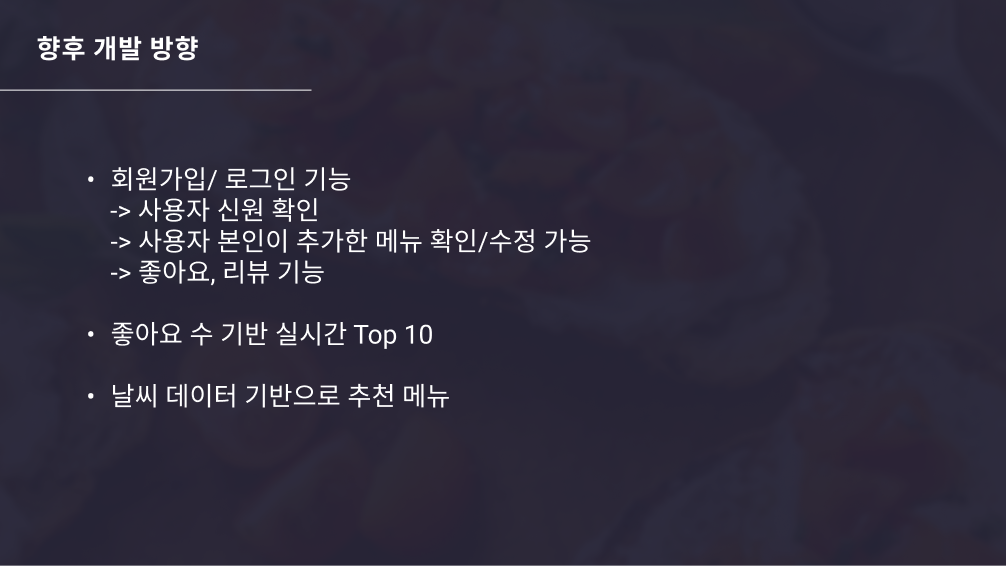 향후 개발 방향
• 회원가입/ 로그인 기능
-> 사용자 신원 확인
-> 사용자 본인이 추가한 메뉴 확인/수정 가능
-> 좋아요, 리뷰 기능
• 좋아요 수 기반 실시간 Top 10
• 날씨 데이터 기반으로 추천 메뉴